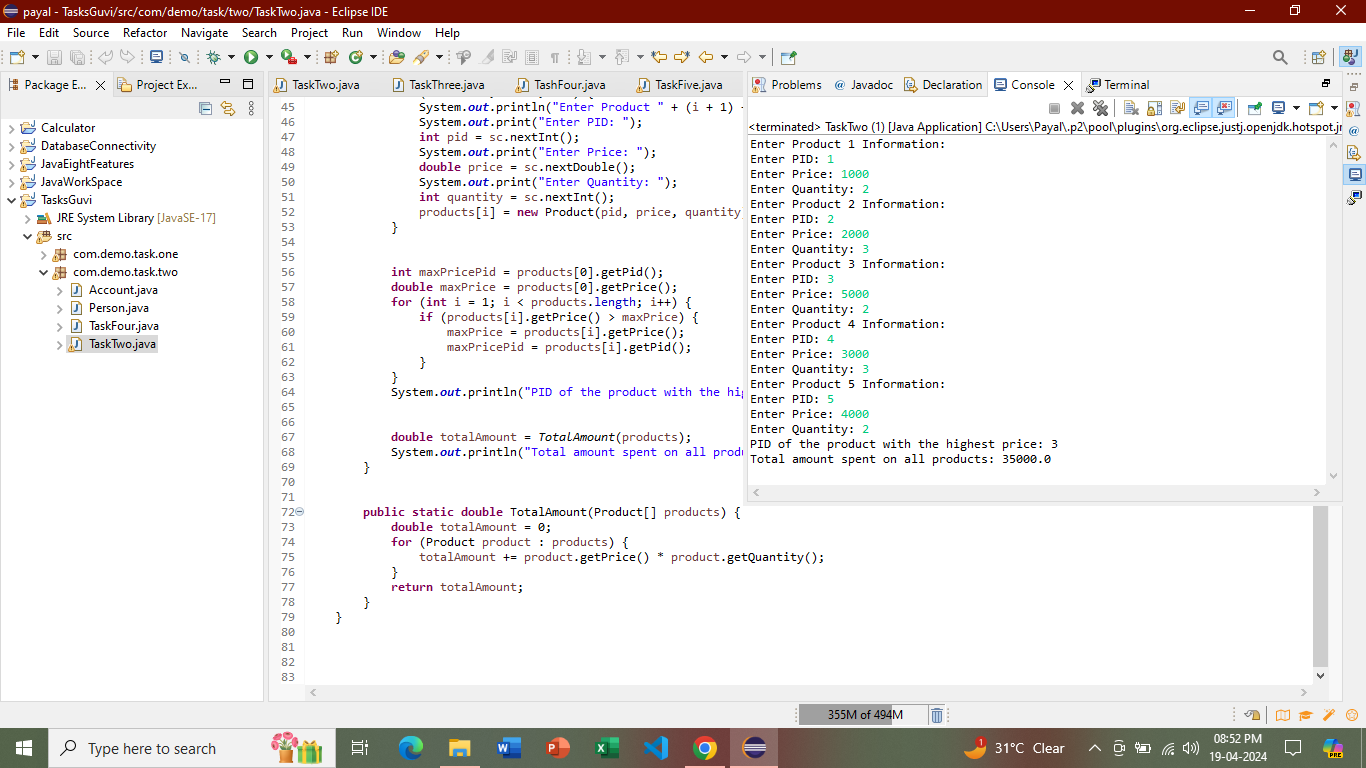 payal - TasksGuvi/src/com/demo/task/two/TaskTwo.java - Eclipse IDE
File Edit Source Refactor Navigate Search Project Run Window Help
Package E... Project Ex...
Calculator
DatabaseConnectivity
JavaEightFeatures
JavaWorkSpace
TasksGuvi
JRE System Library [JavaSE-17]
src
com.demo.task.one
com.demo.task.two
Account.java
Person.java
TaskFour.java
TaskTwo.java
TaskTwo.java TaskThree.java TashFour.java TaskFive.java
45 System.out.println("Enter Product " + (i + 1) +
46 System.out.print("Enter PID: ");
47 int pid = sc.nextInt();
48 System.out.print("Enter Price: ");
49 double price = sc.nextDouble();
50 System.out.print("Enter Quantity: ");
51 int quantity = sc.nextInt();
52 products[i] = new Product(pid, price, quantity
53 }
54
55
56 int maxPricePid = products[0].getPid();
57 double maxPrice = products[0].getPrice();
58 for (int i = 1; i < products.length; i++) {
59 if (products[i].getPrice() > maxPrice) {
60 maxPrice = products[i].getPrice();
61 maxPricePid = products[i].getPid();
62 }
63 }
64 System.out.println("PID of the product with the hig
65
66
67 double totalAmount = TotalAmount(products);
68 System.out.println("Total amount spent on all produ
69 }
70
71
72 public static double TotalAmount(Product[] products) {
73 double totalAmount = 0;
74 for (Product product : products) {
75 totalAmount += product.getPrice() * product.getQuantity();
76 }
77 return totalAmount;
78 }
79 }
80
81
82
83
Problems @ Javadoc Declaration Console Terminal
<terminated> TaskTwo (1) [Java Application] C:\Users\Payal\.p2\pool\plugins\org.eclipse.justj.openjdk.hotspot.jr
Enter Product 1 Information:
Enter PID: 1
Enter Price: 1000
Enter Quantity: 2
Enter Product 2 Information:
Enter PID: 2
Enter Price: 2000
Enter Quantity: 3
Enter Product 3 Information:
Enter PID: 3
Enter Price: 5000
Enter Quantity: 2
Enter Product 4 Information:
Enter PID: 4
Enter Price: 3000
Enter Quantity: 3
Enter Product 5 Information:
Enter PID: 5
Enter Price: 4000
Enter Quantity: 2
PID of the product with the highest price: 3
Total amount spent on all products: 35000.0
355M of 494M
Type here to search
1 31°C Clear
08:52 PM
19-04-2024
PRE